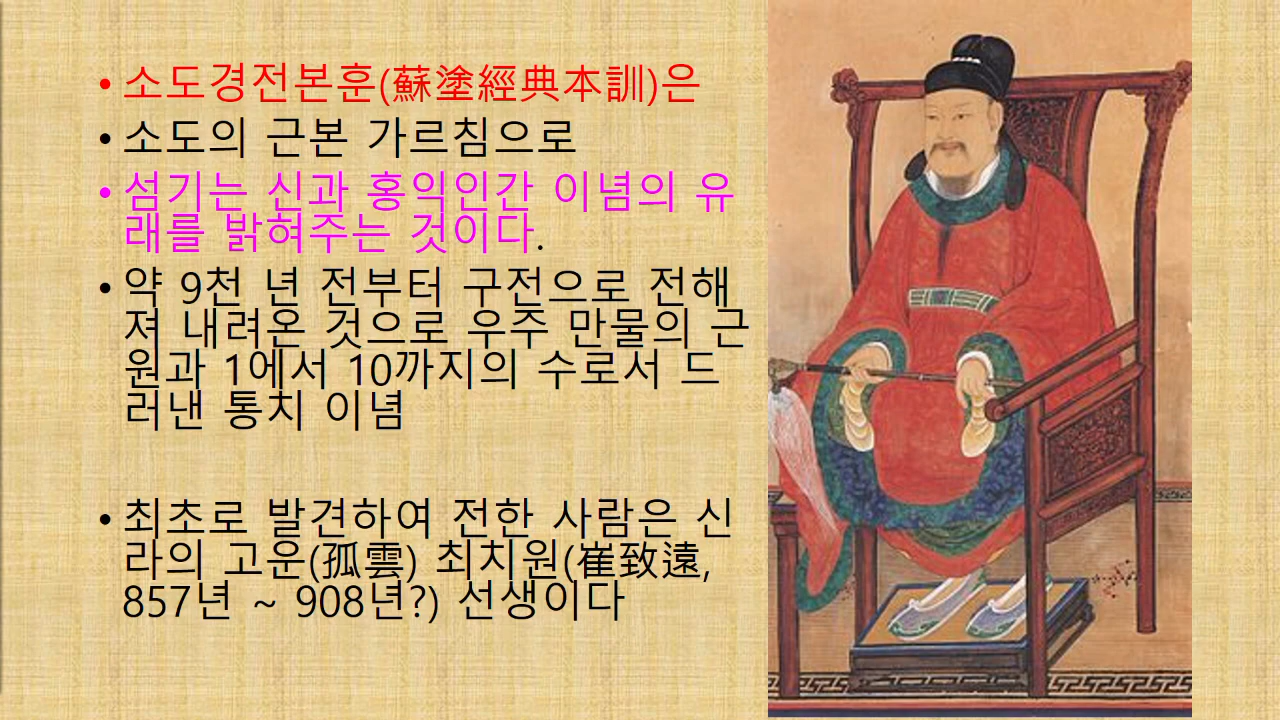 • 소도경전본훈(蘇塗經典本訓)은
• 소도의 근본 가르침으로
• 섬기는 신과 홍익인간 이념의 유
래를 밝혀주는 것이다.
• 약 9천 년 전부터 구전으로 전해
져 내려온 것으로 우주 만물의 근
원과 1에서 10까지의 수로서 드
러낸 통치 이념
• 최초로 발견하여 전한 사람은 신
라의 고운(孤雲) 최치원(崔致遠,
857년 ~ 908년?) 선생이다